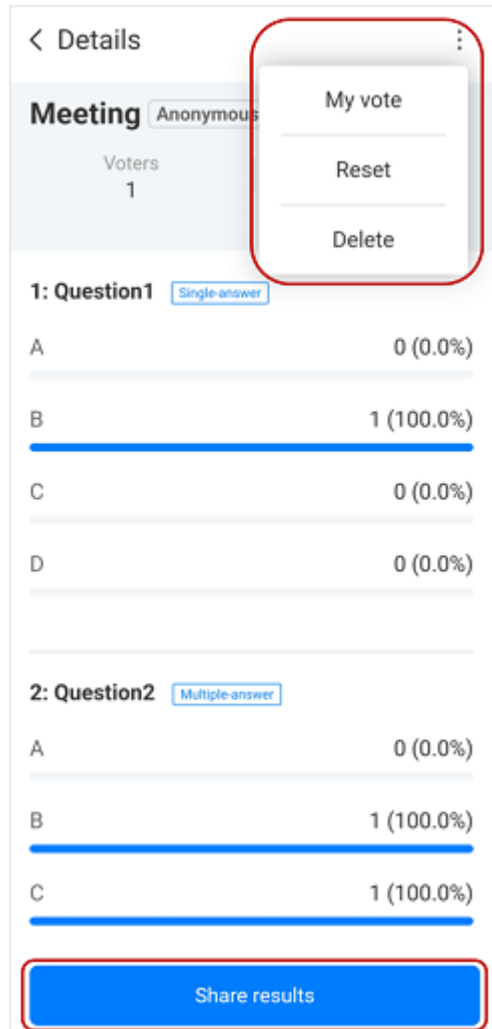 Details
My vote
Reset
Delete
Meeting Anonymous
Voters
1
1: Question1 Single-answer
A 0 (0.0%)
B 1 (100.0%)
C 0 (0.0%)
D 0 (0.0%)
2: Question2 Multiple-answer
A 0 (0.0%)
B 1 (100.0%)
C 1 (100.0%)
Share results